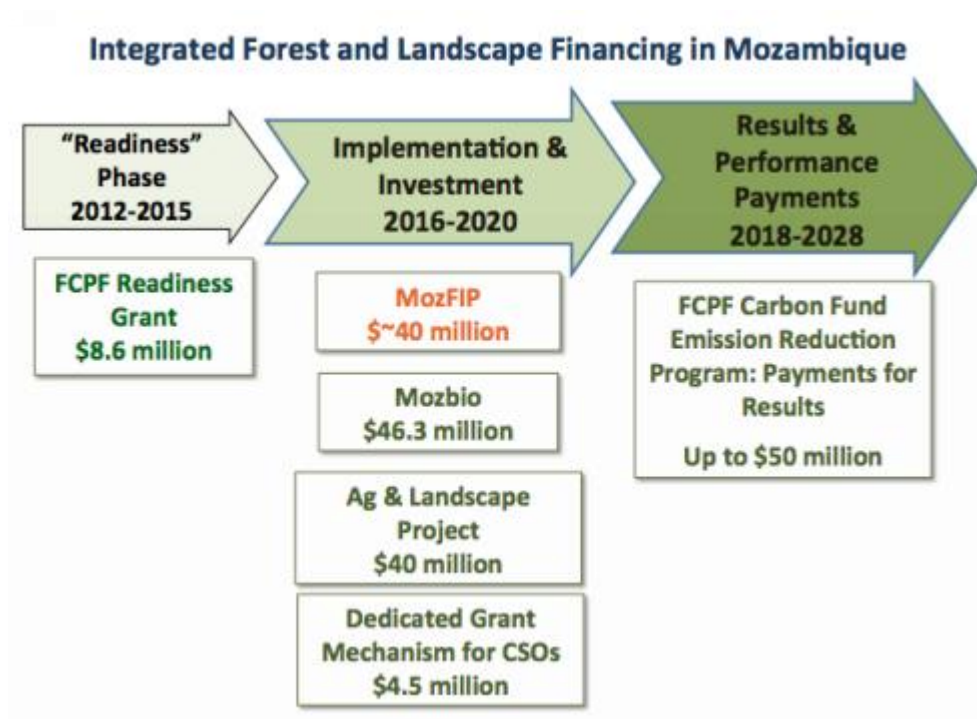 Integrated Forest and Landscape Financing in Mozambique
“Readiness”
Phase
2012-2015
Implementation &
Investment
2016-2020
Results &
Performance
Payments
2018-2028
FCPF Readiness
Grant
$8.6 million
MozFIP
$~40 million
Mozbio
$46.3 million
Ag & Landscape
Project
$40 million
Dedicated Grant
Mechanism for CSOs
$4.5 million
FCPF Carbon Fund
Emission Reduction
Program: Payments for
Results
Up to $50 million